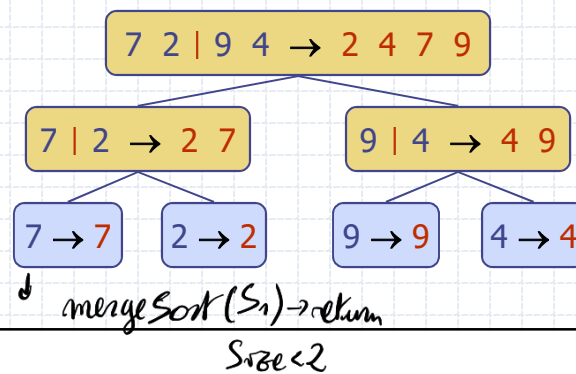 7 2 | 9 4 → 2 4 7 9
7 | 2 → 2 7
9 | 4 → 4 9
7 → 7
2 → 2
9 → 9
4 → 4
mergeSort(S₁) → return
Size < 2